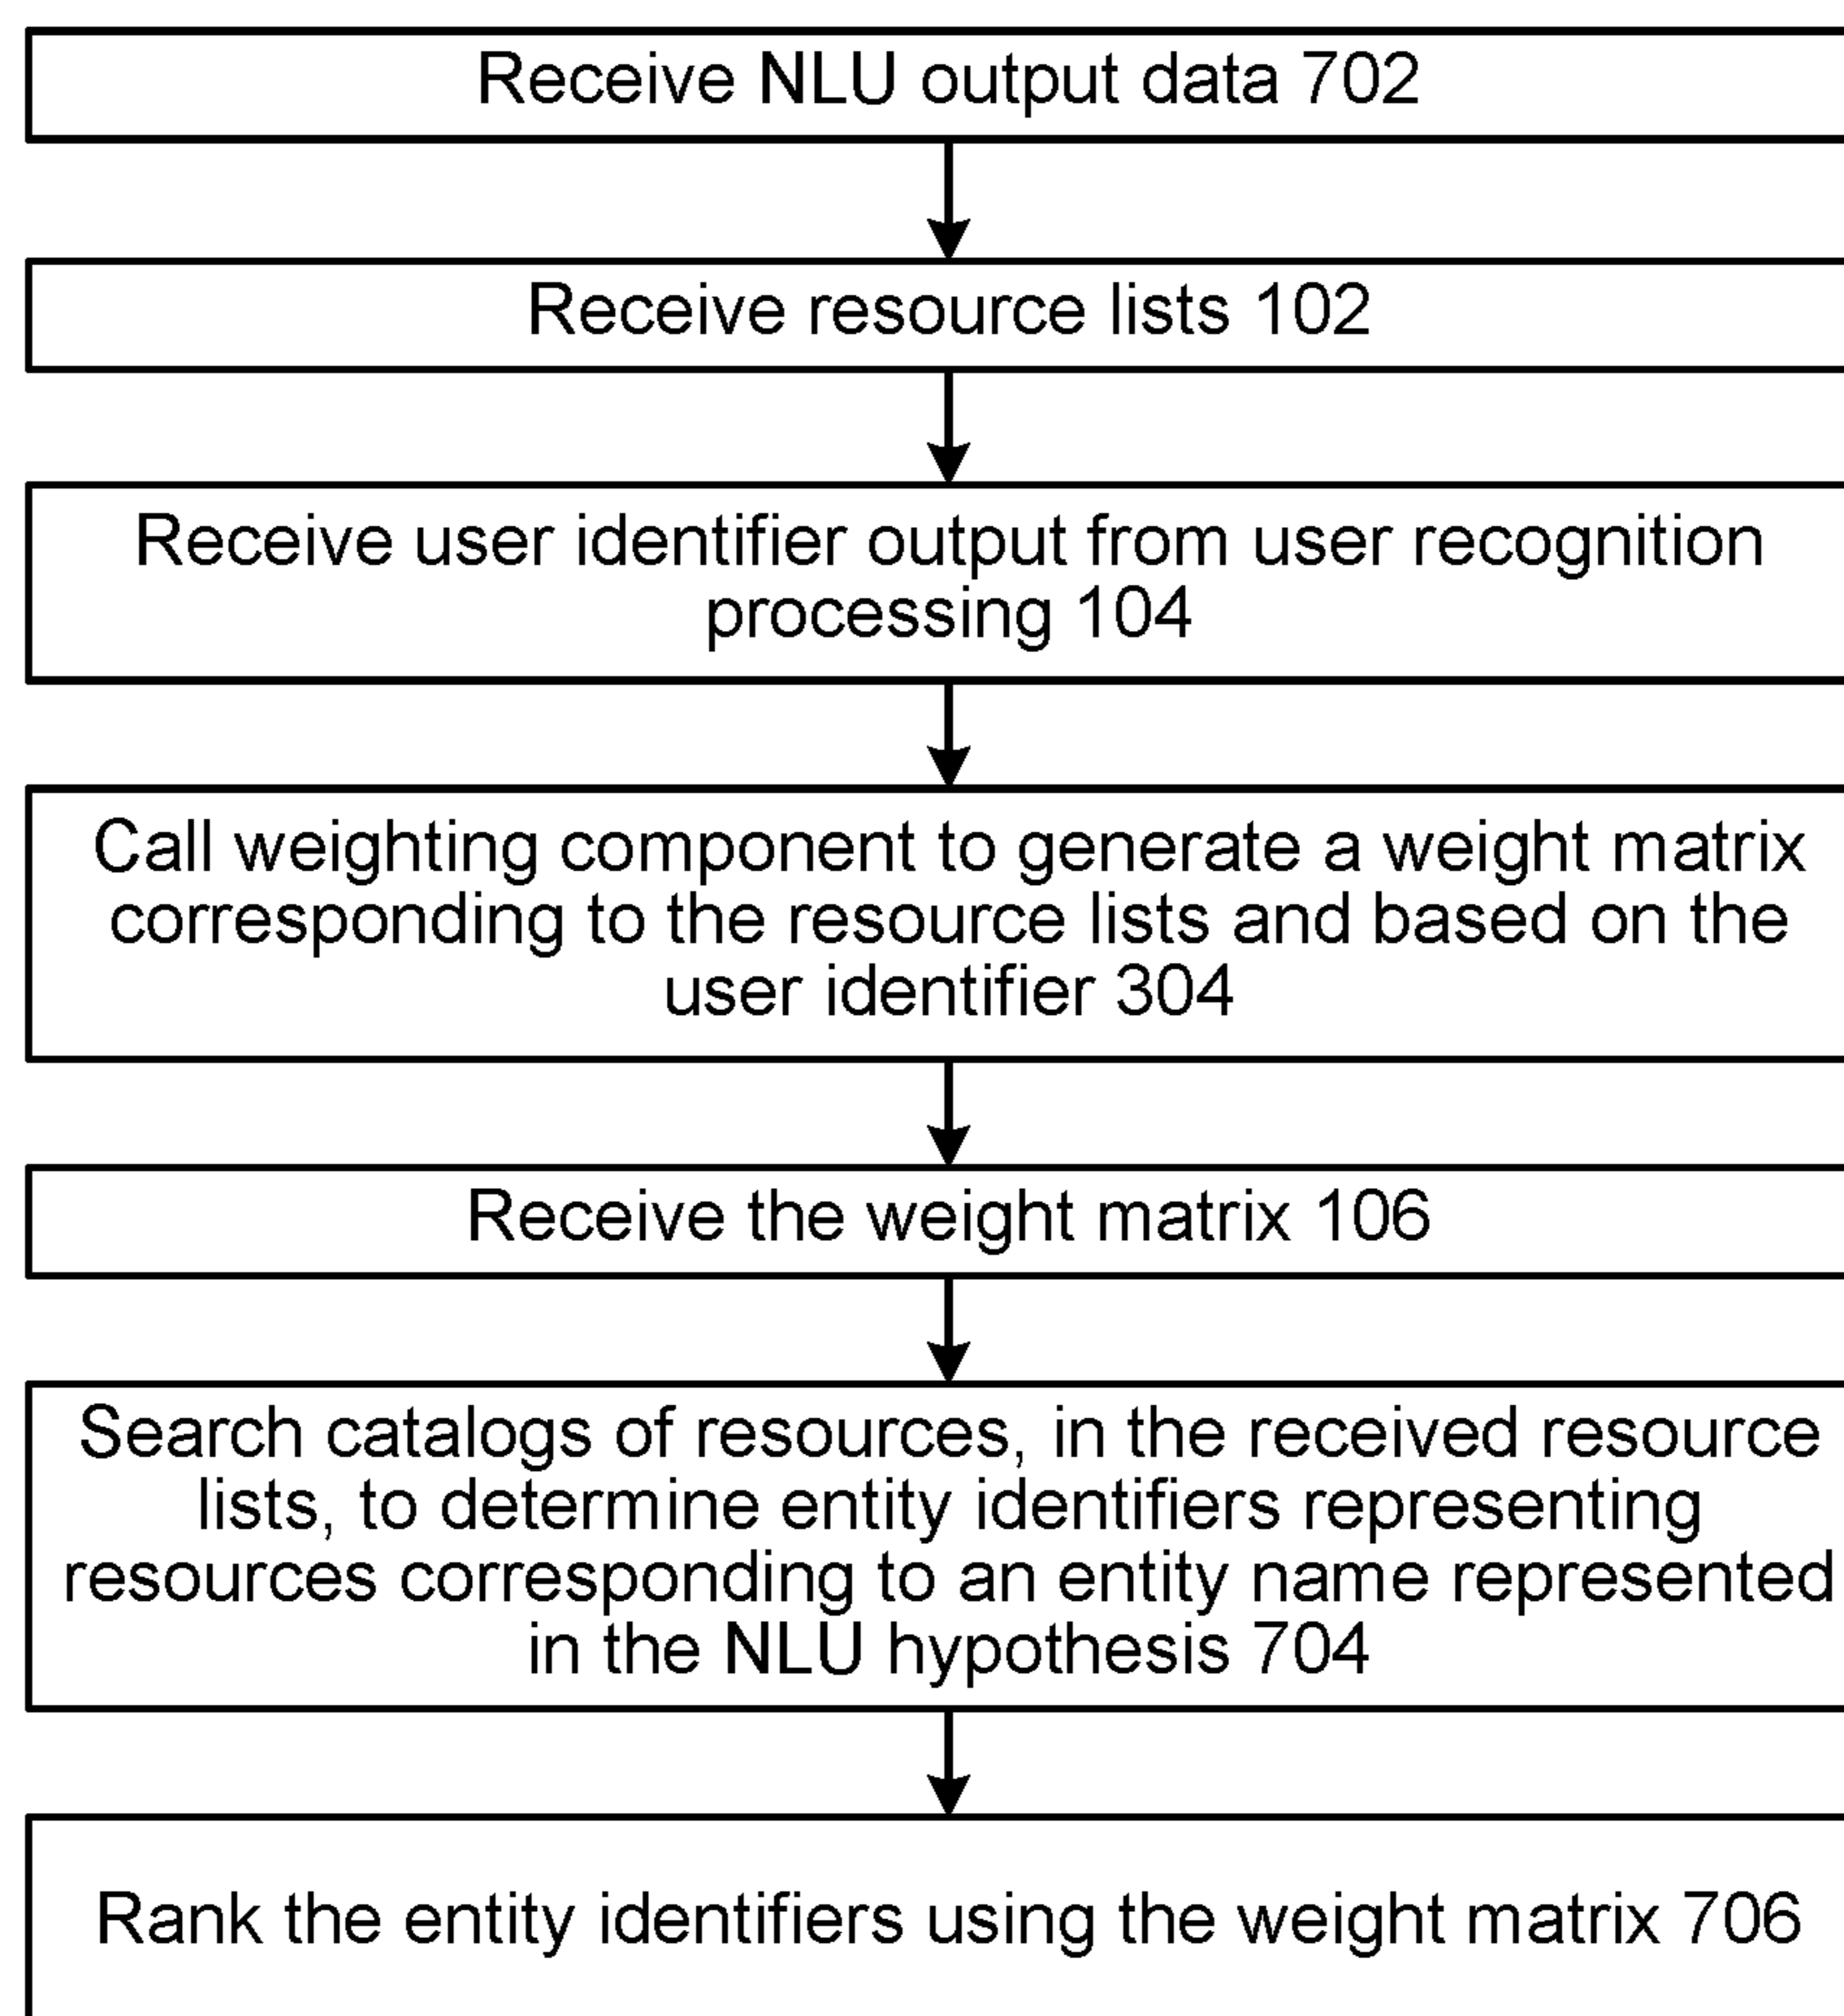 Receive NLU output data 702
Receive resource lists 102
Receive user identifier output from user recognition
processing 104
Call weighting component to generate a weight matrix
corresponding to the resource lists and based on the
user identifier 304
Receive the weight matrix 106
Search catalogs of resources, in the received resource
lists, to determine entity identifiers representing
resources corresponding to an entity name represented
in the NLU hypothesis 704
Rank the entity identifiers using the weight matrix 706